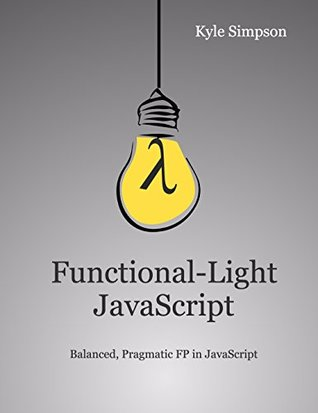 Kyle Simpson
λ
Functional-Light
JavaScript
Balanced, Pragmatic FP in JavaScript